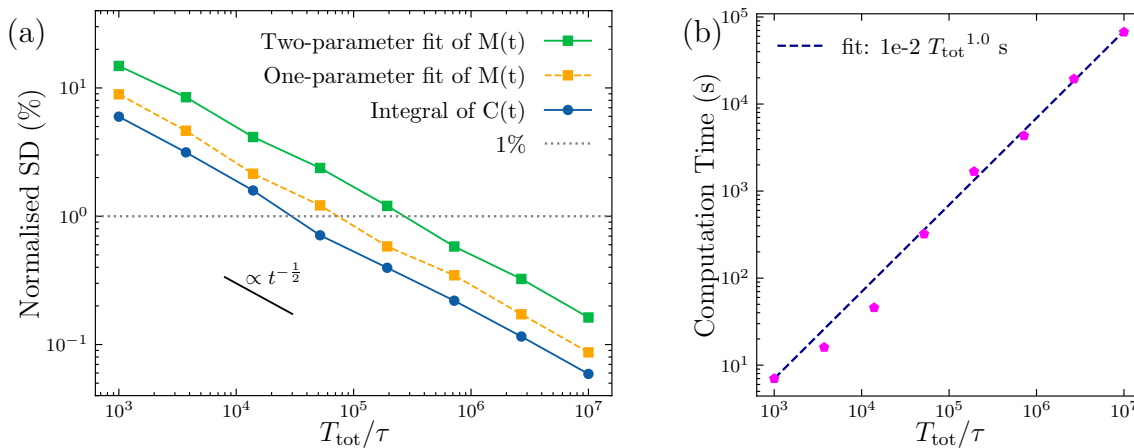 (a)
Two-parameter fit of M(t)
One-parameter fit of M(t)
Integral of C(t)
1%
∝ t^{-1/2}
Normalised SD (%)
10^1
10^0
10^{-1}
10^3 10^4 10^5 10^6 10^7
T_tot/τ
(b)
fit: 1e-2 T_tot^{1.0} s
Computation Time (s)
10^5
10^4
10^3
10^2
10^1
10^3 10^4 10^5 10^6 10^7
T_tot/τ